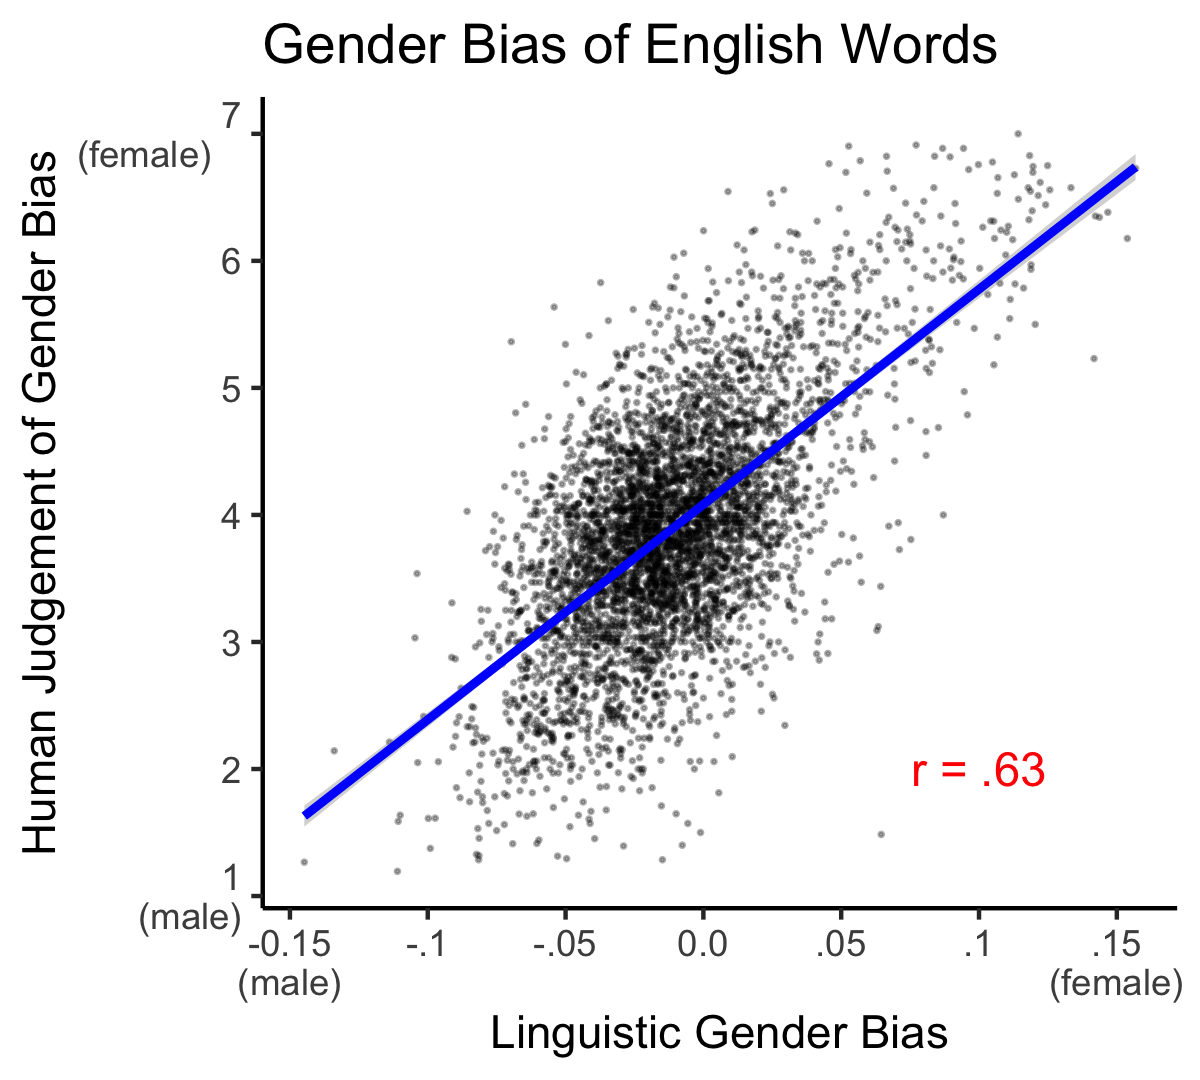 Gender Bias of English Words
Human Judgement of Gender Bias
7
(female)
6
5
4
3
2
1
(male)
r = .63
-0.15
-.1
-.05
0.0
.05
.1
.15
(male)
(female)
Linguistic Gender Bias